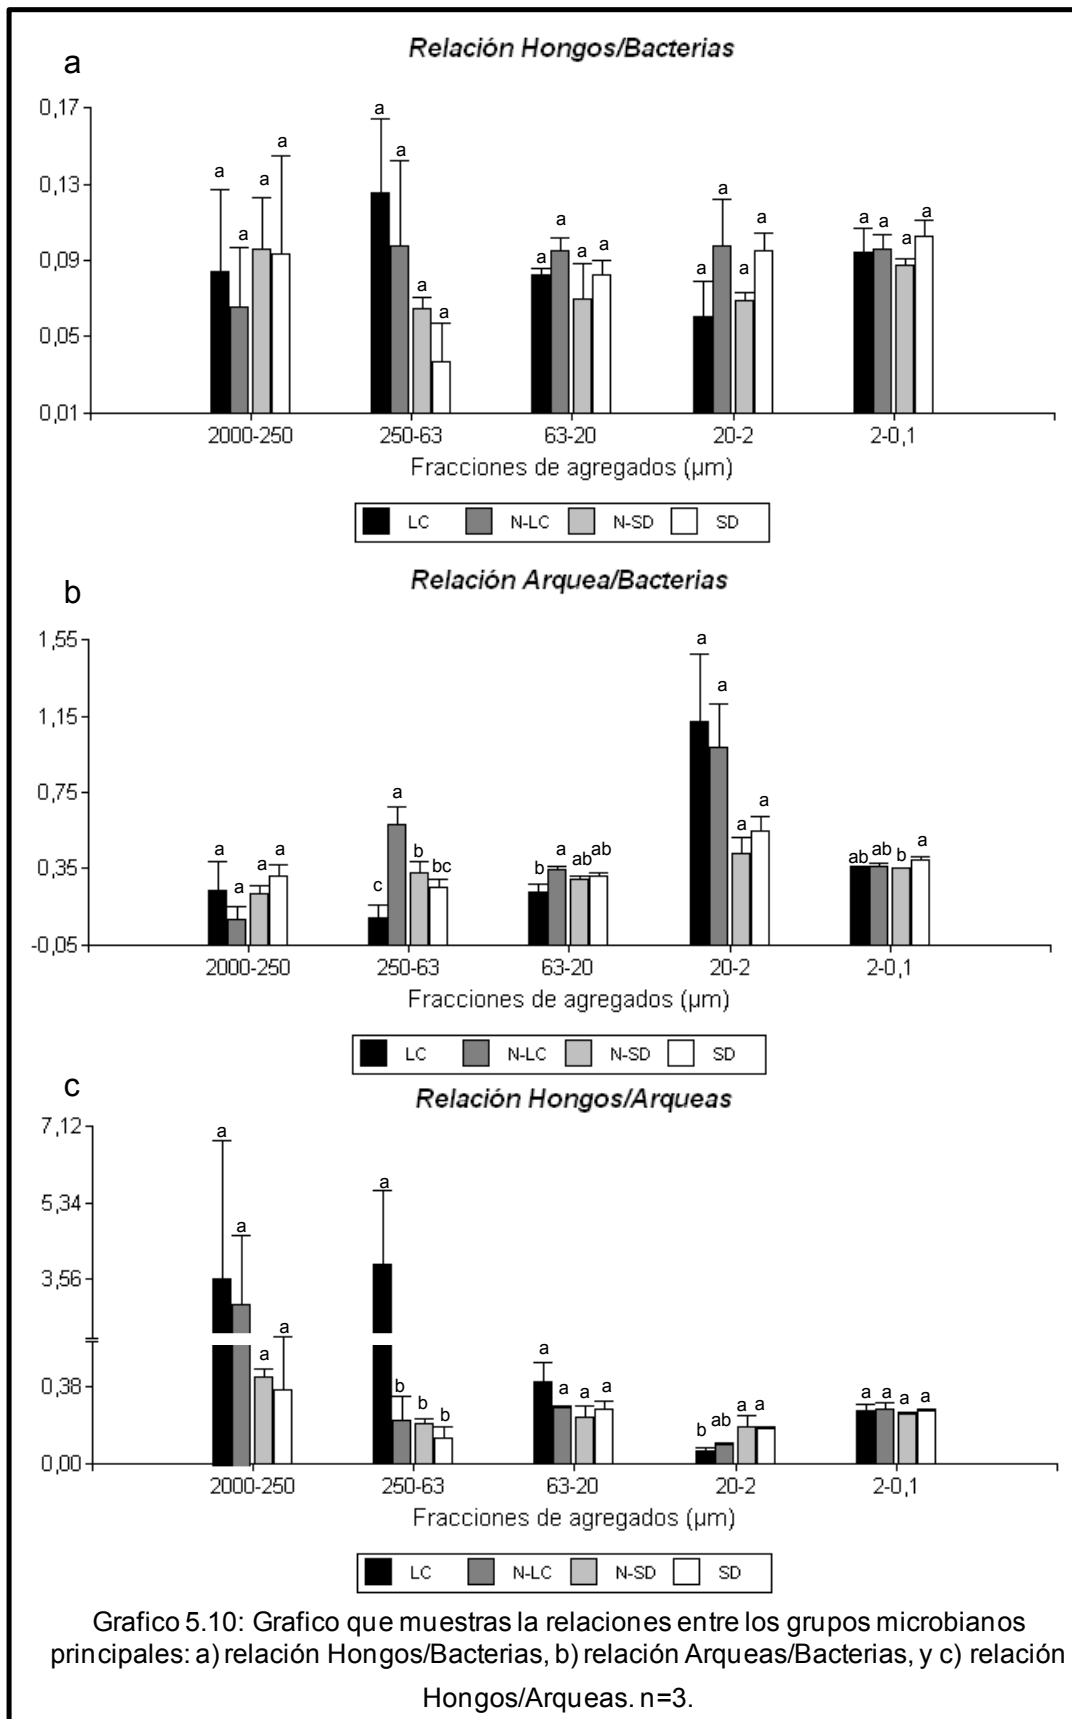 a
Relación Hongos/Bacterias
0,17
0,13
0,09
0,05
0,01
a a a a
a a a a
a a a a
a a a a
a a a a
2000-250 250-63 63-20 20-2 2-0,1
Fracciones de agregados (µm)
LC N-LC N-SD SD
b
Relación Arquea/Bacterias
1,55
1,15
0,75
0,35
-0,05
a a a a
c a b bc
b a ab ab
a a a a
ab ab b a
2000-250 250-63 63-20 20-2 2-0,1
Fracciones de agregados (µm)
LC N-LC N-SD SD
c
Relación Hongos/Arqueas
7,12
5,34
3,56
0,38
0,00
a a a a
a b b b
a a a a
b ab a a
a a a a
2000-250 250-63 63-20 20-2 2-0,1
Fracciones de agregados (µm)
LC N-LC N-SD SD
Grafico 5.10: Grafico que muestras la relaciones entre los grupos microbianos
principales: a) relación Hongos/Bacterias, b) relación Arqueas/Bacterias, y c) relación
Hongos/Arqueas. n=3.